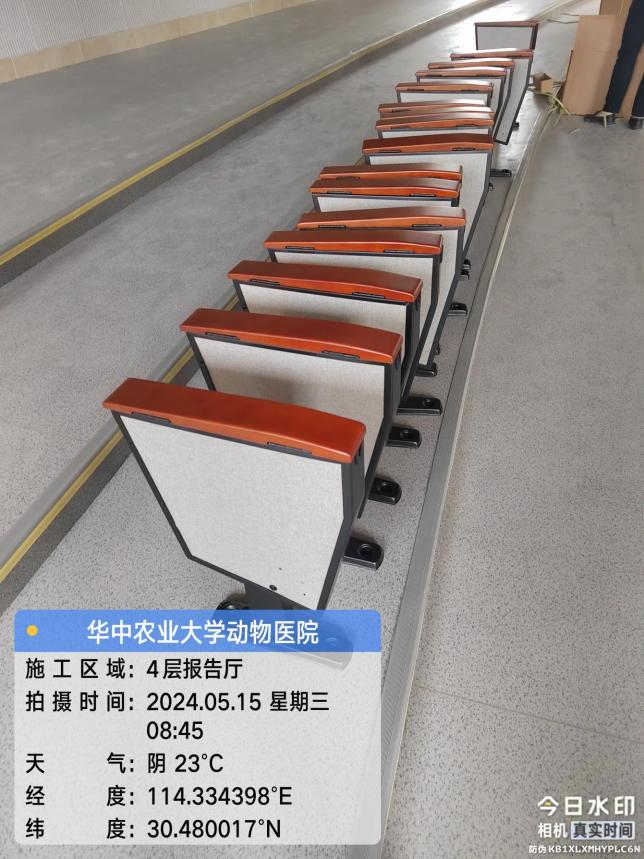 华中农业大学动物医院
施工区域：4层报告厅
拍摄时间：2024.05.15 星期三
08:45
天气：阴 23°C
经度：114.334398°E
纬度：30.480017°N
今日水印
相机 真实时间
防伪 KB1XLXMHYPLC6N